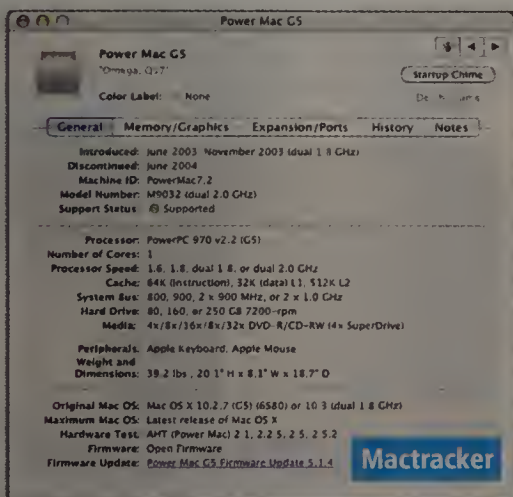 Power Mac G5
Power Mac G5
"Omega, Q37"
Startup Chime
Color Label: None
General Memory/Graphics Expansion/Ports History Notes
Introduced: June 2003, November 2003 (dual 1.8 GHz)
Discontinued: June 2004
Machine ID: PowerMac7,2
Model Number: M9032 (dual 2.0 GHz)
Support Status: Supported
Processor: PowerPC 970 v2.2 (G5)
Number of Cores: 1
Processor Speed: 1.6, 1.8, dual 1.8, or dual 2.0 GHz
Cache: 64K (instruction), 32K (data) L1, 512K L2
System Bus: 800, 900, 2 x 900 MHz, or 2 x 1.0 GHz
Hard Drive: 80, 160, or 250 GB 7200-rpm
Media: 4x/8x/16x/8x/32x DVD-R/CD-RW (4x SuperDrive)
Peripherals: Apple Keyboard, Apple Mouse
Weight and
Dimensions: 39.2 lbs., 20.1" H x 8.1" W x 18.7" D
Original Mac OS: Mac OS X 10.2.7 (G5) (6S80) or 10.3 (dual 1.8 GHz)
Maximum Mac OS: Latest release of Mac OS X
Hardware Test: AHT (Power Mac) 2.1, 2.2.5, 2.5, 2.5.2
Firmware: Open Firmware
Firmware Update: Power Mac G5 Firmware Update 5.1.4
Mactracker